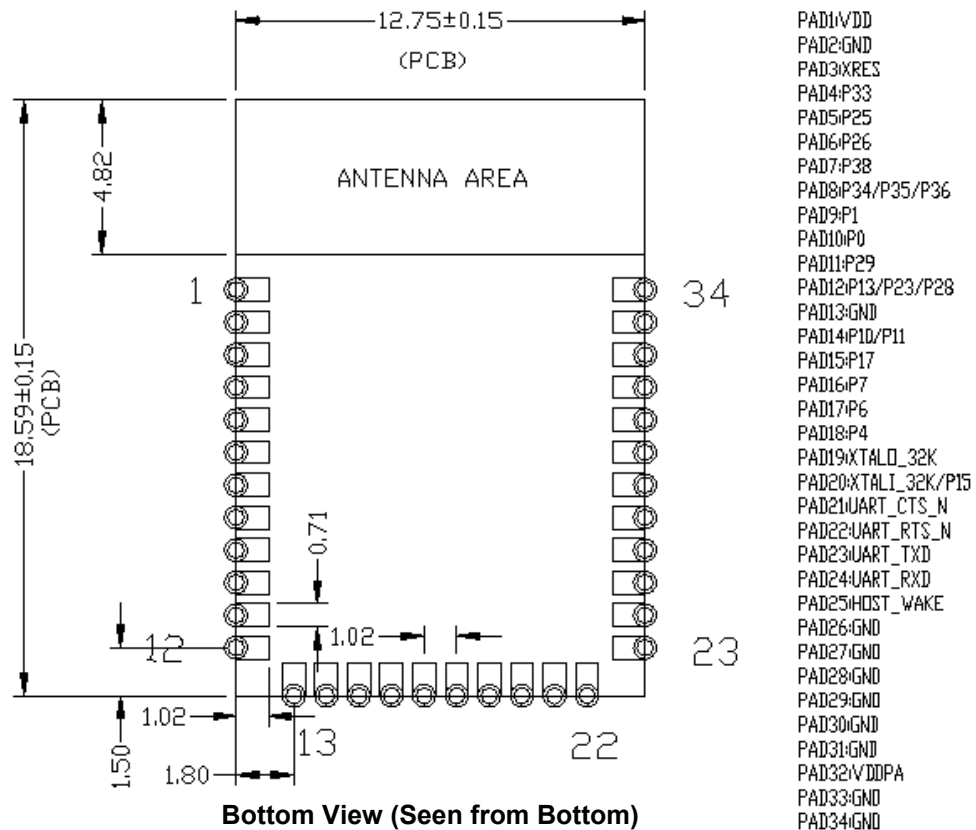 12.75±0.15
(PCB)
4.82
ANTENNA AREA
1
34
18.59±0.15
(PCB)
0.71
1.02
12
23
1.02
13
22
1.50
1.80
Bottom View (Seen from Bottom)
PAD1:VDD
PAD2:GND
PAD3:XRES
PAD4:P33
PAD5:P25
PAD6:P26
PAD7:P38
PAD8:P34/P35/P36
PAD9:P1
PAD10:P0
PAD11:P29
PAD12:P13/P23/P28
PAD13:GND
PAD14:P10/P11
PAD15:P17
PAD16:P7
PAD17:P6
PAD18:P4
PAD19:XTALO_32K
PAD20:XTALI_32K/P15
PAD21:UART_CTS_N
PAD22:UART_RTS_N
PAD23:UART_TXD
PAD24:UART_RXD
PAD25:HOST_WAKE
PAD26:GND
PAD27:GND
PAD28:GND
PAD29:GND
PAD30:GND
PAD31:GND
PAD32:VDDPA
PAD33:GND
PAD34:GND